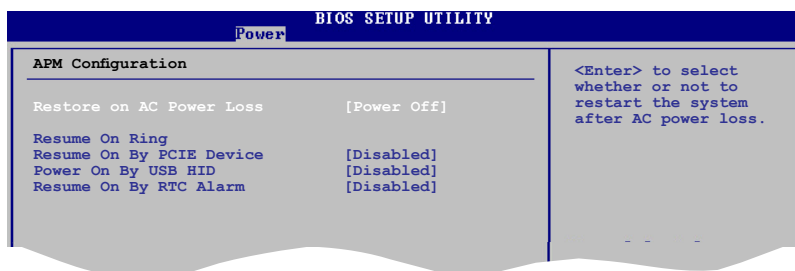 BIOS SETUP UTILITY
Power
APM Configuration
Restore on AC Power Loss [Power Off]
Resume On Ring
Resume On By PCIE Device [Disabled]
Power On By USB HID [Disabled]
Resume On By RTC Alarm [Disabled]
<Enter> to select
whether or not to
restart the system
after AC power loss.